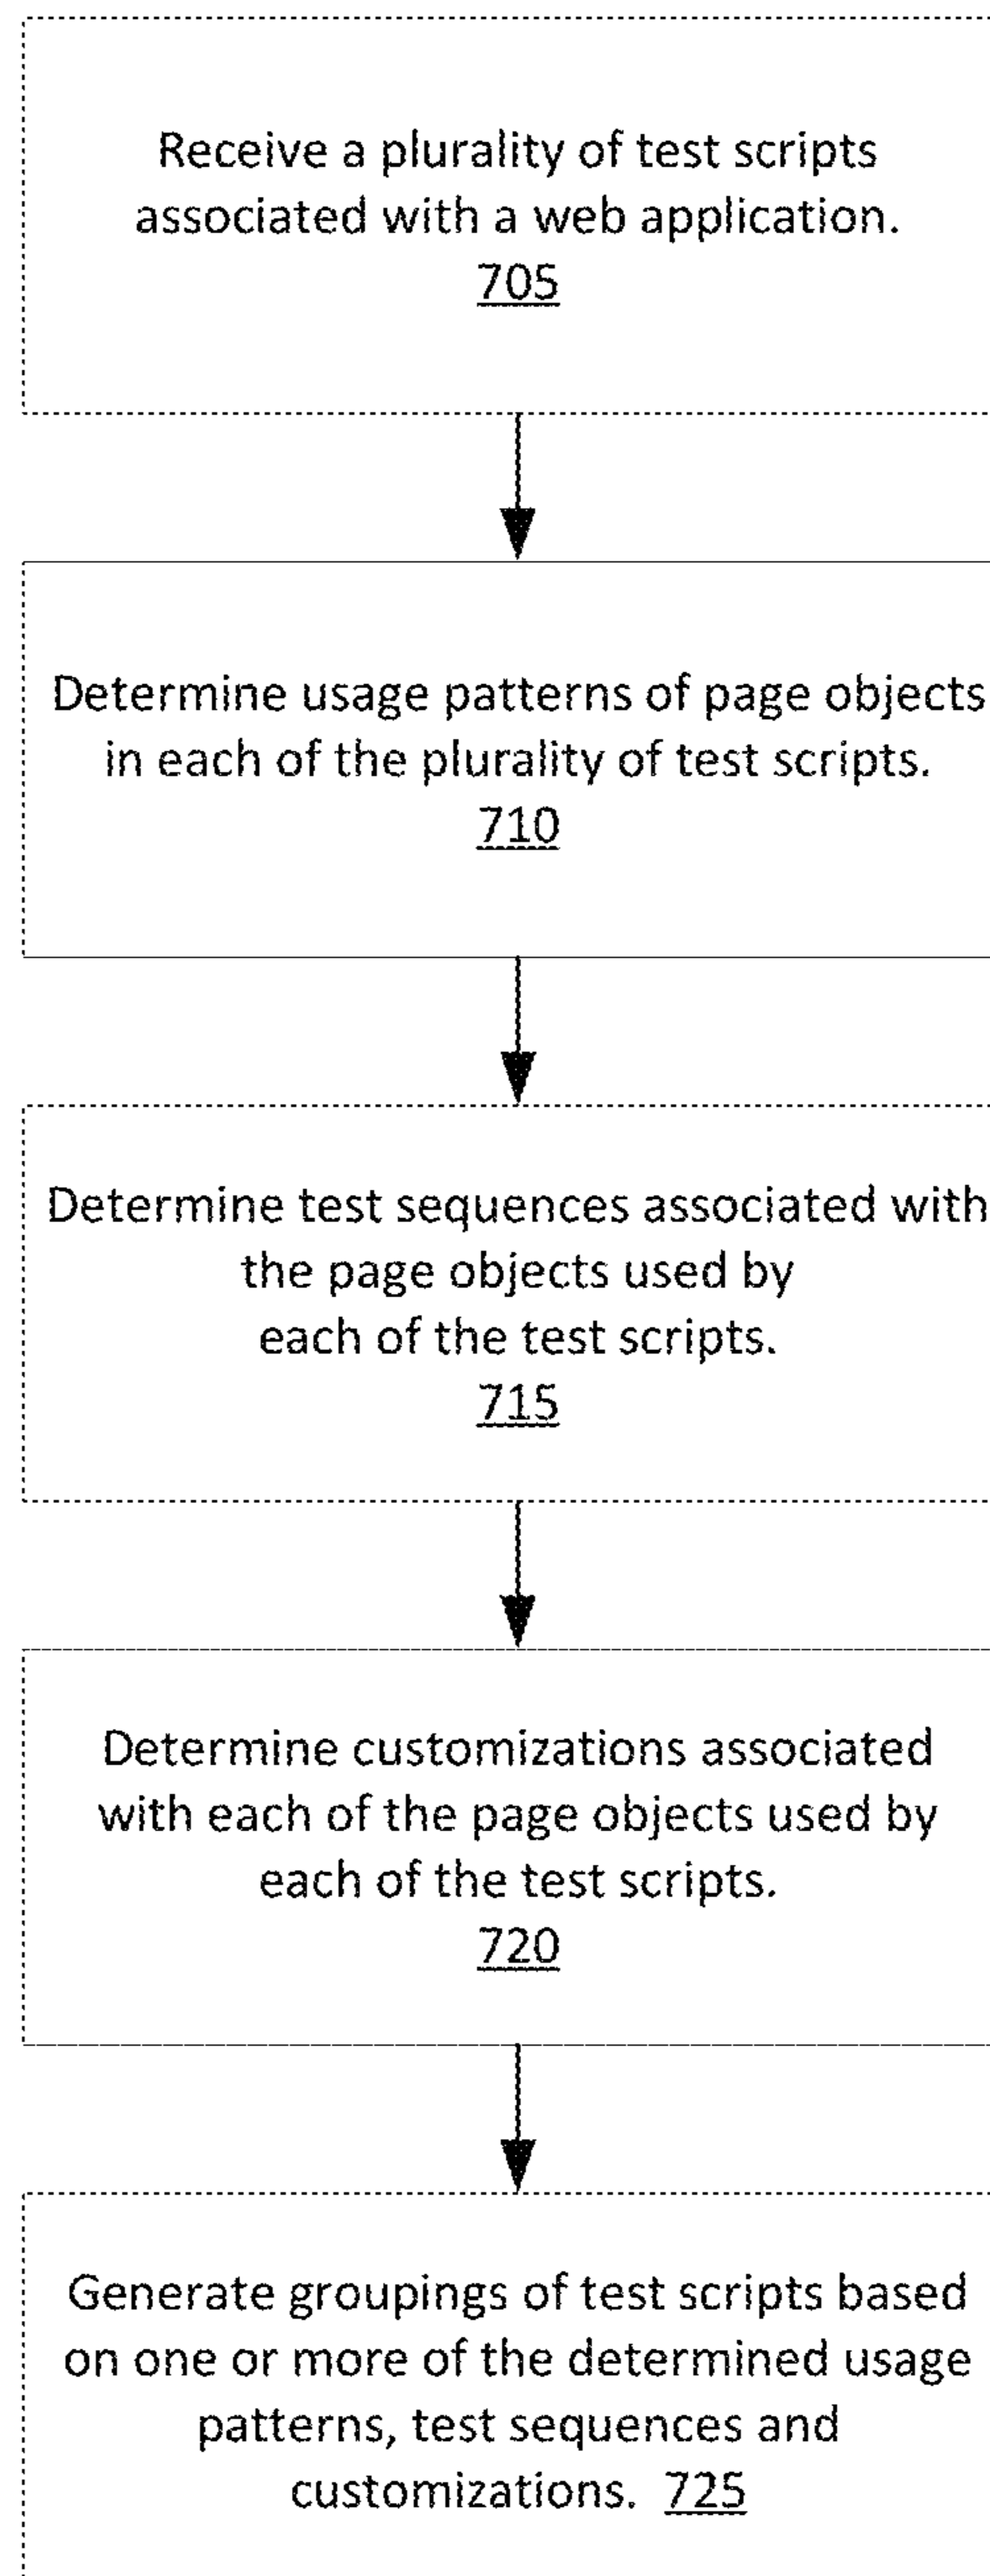 Receive a plurality of test scripts
associated with a web application.
705
Determine usage patterns of page objects
in each of the plurality of test scripts.
710
Determine test sequences associated with
the page objects used by
each of the test scripts.
715
Determine customizations associated
with each of the page objects used by
each of the test scripts.
720
Generate groupings of test scripts based
on one or more of the determined usage
patterns, test sequences and
customizations. 725